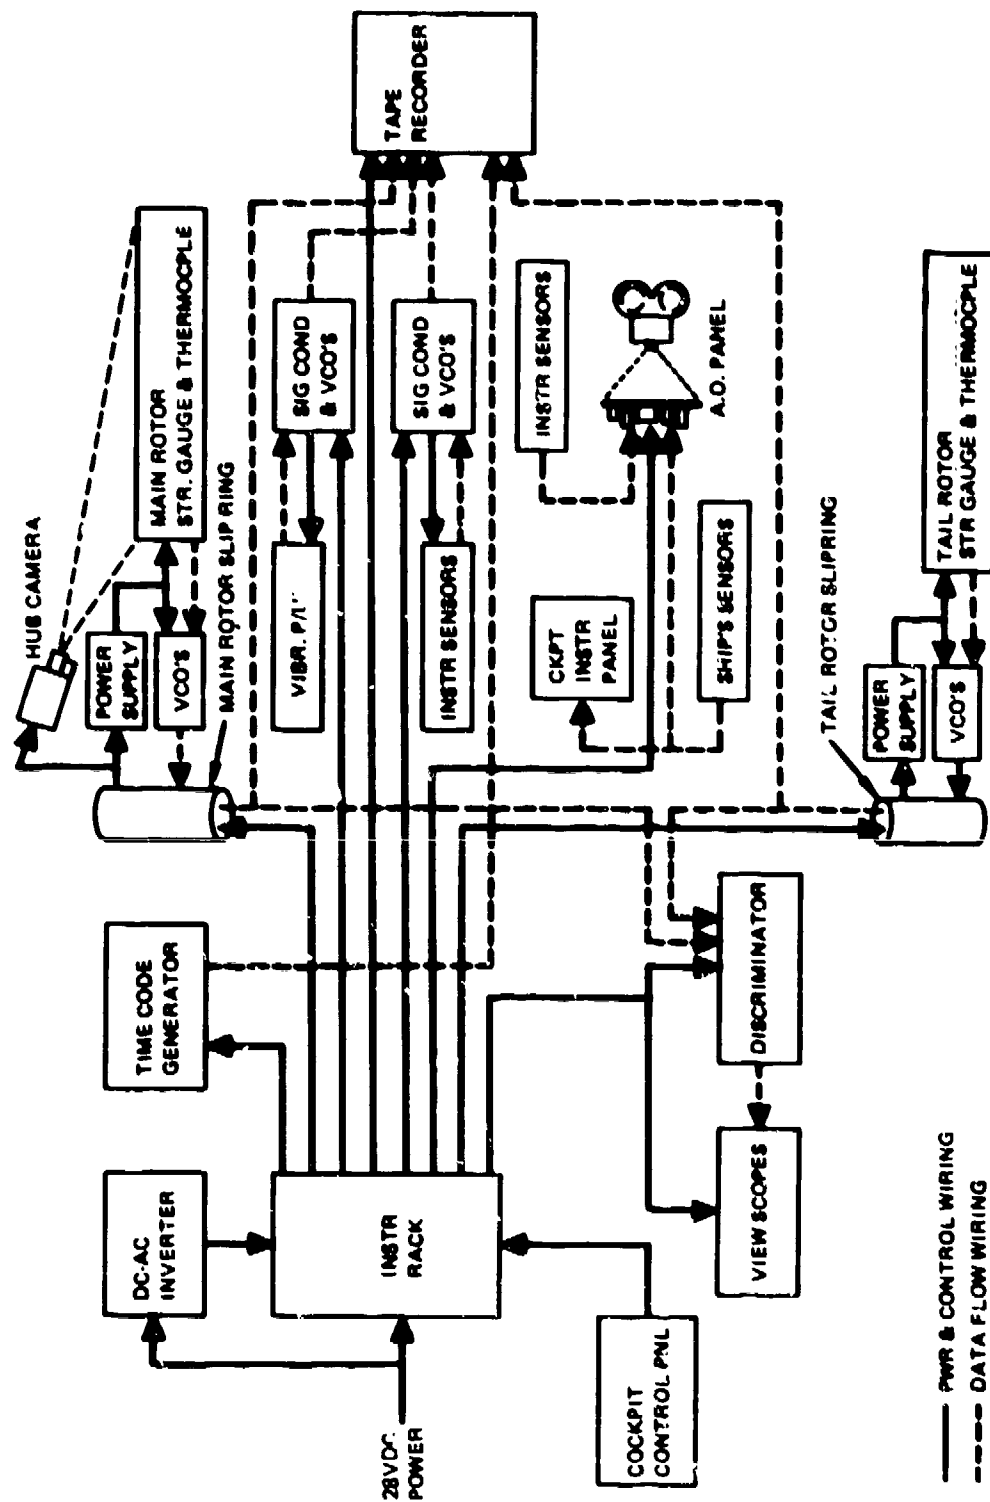 HUB CAMERA
MAIN ROTOR
STR. GAUGE & THERMOCPLE
POWER
SUPPLY
VCO'S
MAIN ROTOR SLIP RING
TIME CODE
GENERATOR
DC-AC
INVERTER
28VDC
POWER
INSTR
RACK
VIBR. P/U
SIG COND
& VCO'S
INSTR SENSORS
SIG COND
& VCO'S
TAPE
RECORDER
INSTR SENSORS
CKPT
INSTR
PANEL
A.O. PANEL
SHIP'S SENSORS
COCKPIT
CONTROL PNL
VIEW SCOPES
DISCRIMINATOR
TAIL ROTOR SLIPRING
POWER
SUPPLY
VCO'S
TAIL ROTOR
STR GAUGE & THERMOCPLE
PWR & CONTROL WIRING
DATA FLOW WIRING